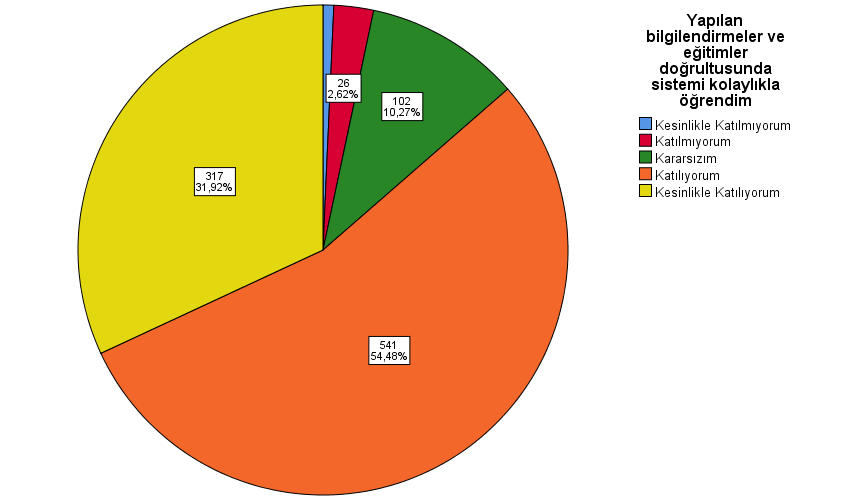 Yapılan
bilgilendirmeler ve
eğitimler
doğrultusunda
sistemi kolaylıkla
öğrendim
Kesinlikle Katılmıyorum
Katılmıyorum
Kararsızım
Katılıyorum
Kesinlikle Katılıyorum
26
2,62%
102
10,27%
317
31,92%
541
54,48%